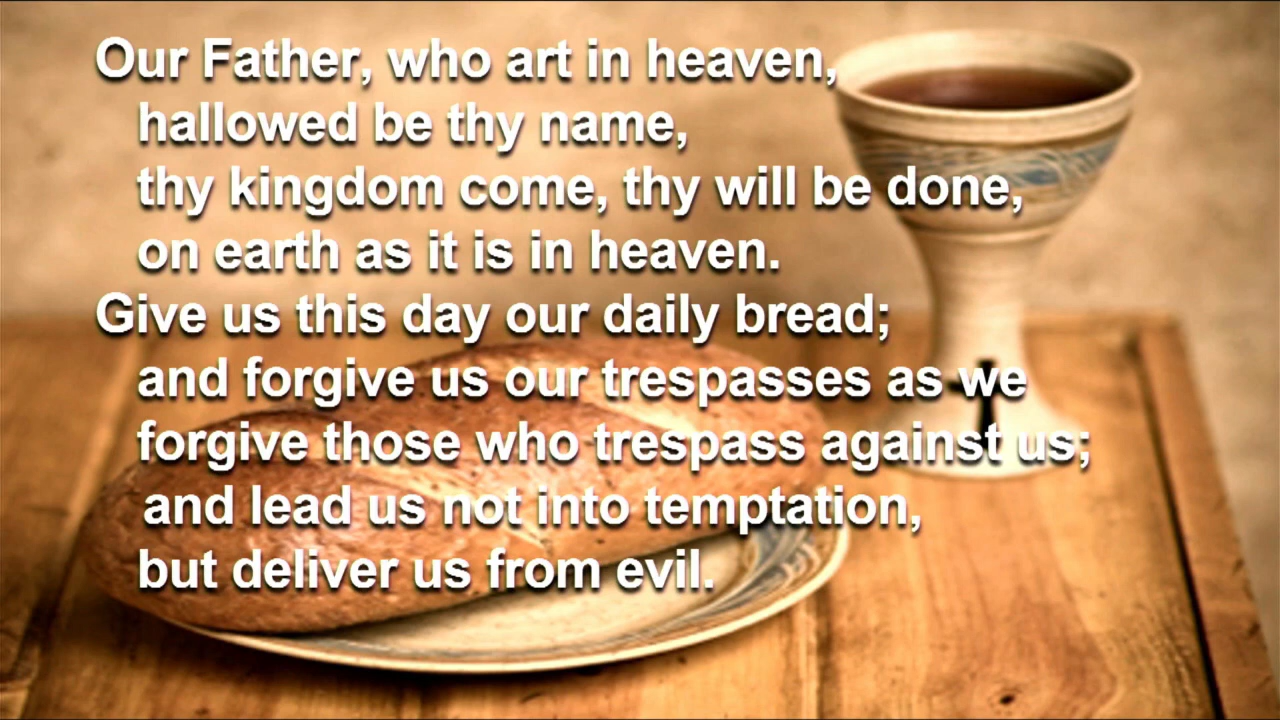 Our Father, who art in heaven,
hallowed be thy name,
thy kingdom come, thy will be done,
on earth as it is in heaven.
Give us this day our daily bread;
and forgive us our trespasses as we
forgive those who trespass against us;
and lead us not into temptation,
but deliver us from evil.